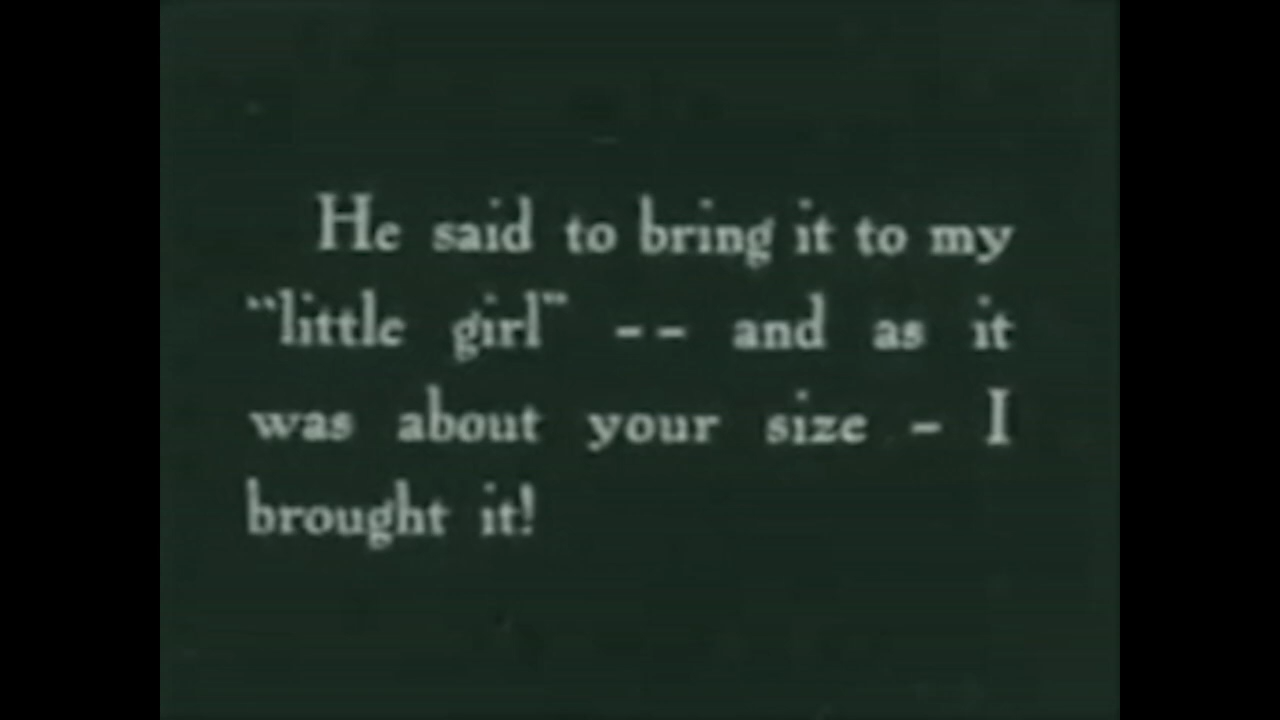 He said to bring it to my
“little girl” -- and as it
was about your size - I
brought it!